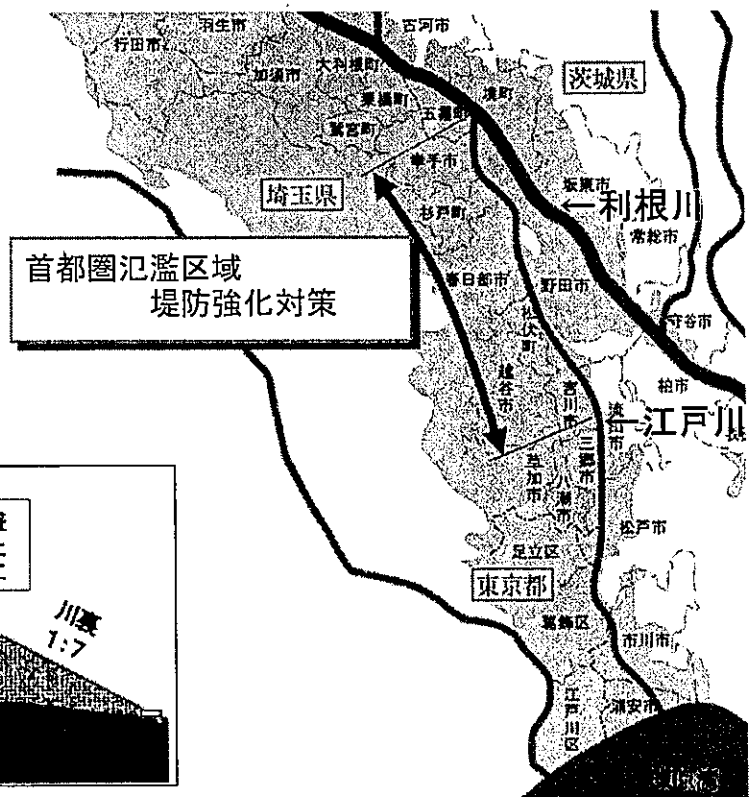 羽生市
古河市
行田市
加須市
大利根町
栗橋町
五霞町
境町
茨城県
鷲宮町
幸手市
埼玉県
坂東市
←利根川
杉戸町
常総市
首都圏氾濫区域
堤防強化対策
春日部市
野田市
松伏町
守谷市
越谷市
柏市
吉川市
流山市
←江戸川
三郷市
草加市
八潮市
松戸市
足立区
東京都
川裏
1:7
葛飾区
市川市
江戸川区
浦安市